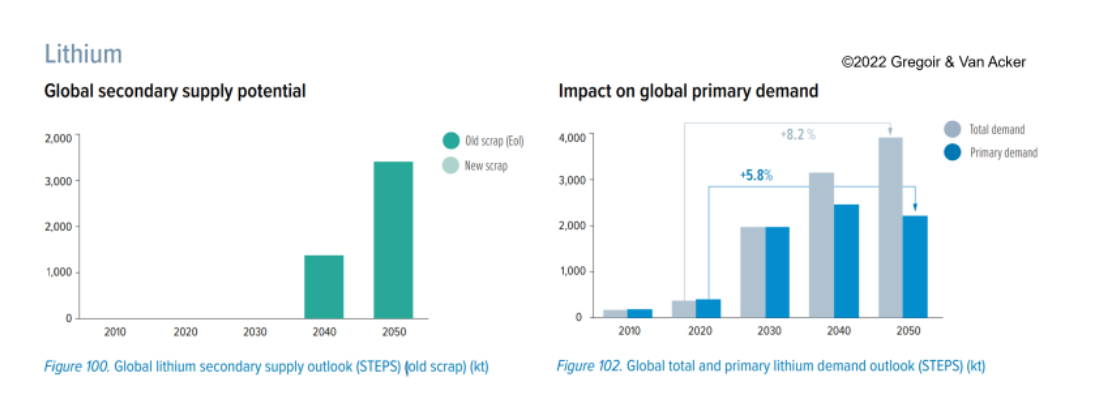 Lithium
©2022 Gregoir & Van Acker
Global secondary supply potential
2,000
3,000
2,000
1,000
0
2010 2020 2030 2040 2050
Old scrap (Eol)
New scrap
Figure 100. Global lithium secondary supply outlook (STEPS) (old scrap) (kt)
Impact on global primary demand
4,000
3,000
2,000
1,000
0
+8.2 %
+5.8%
2010 2020 2030 2040 2050
Total demand
Primary demand
Figure 102. Global total and primary lithium demand outlook (STEPS) (kt)